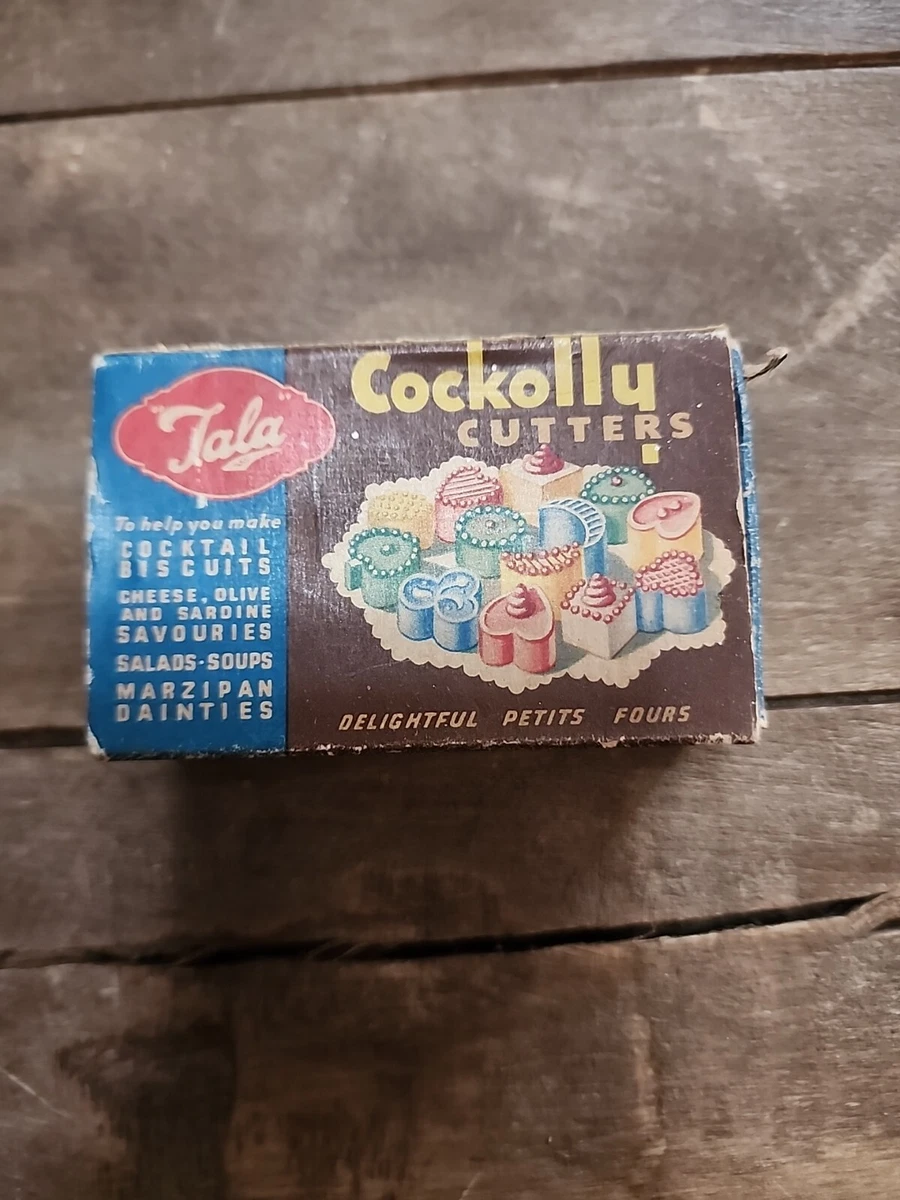 "Tala"
To help you make
COCKTAIL
BISCUITS
CHEESE, OLIVE
AND SARDINE
SAVOURIES
SALADS-SOUPS
MARZIPAN
DAINTIES
Cockolly
CUTTERS
DELIGHTFUL PETITS FOURS